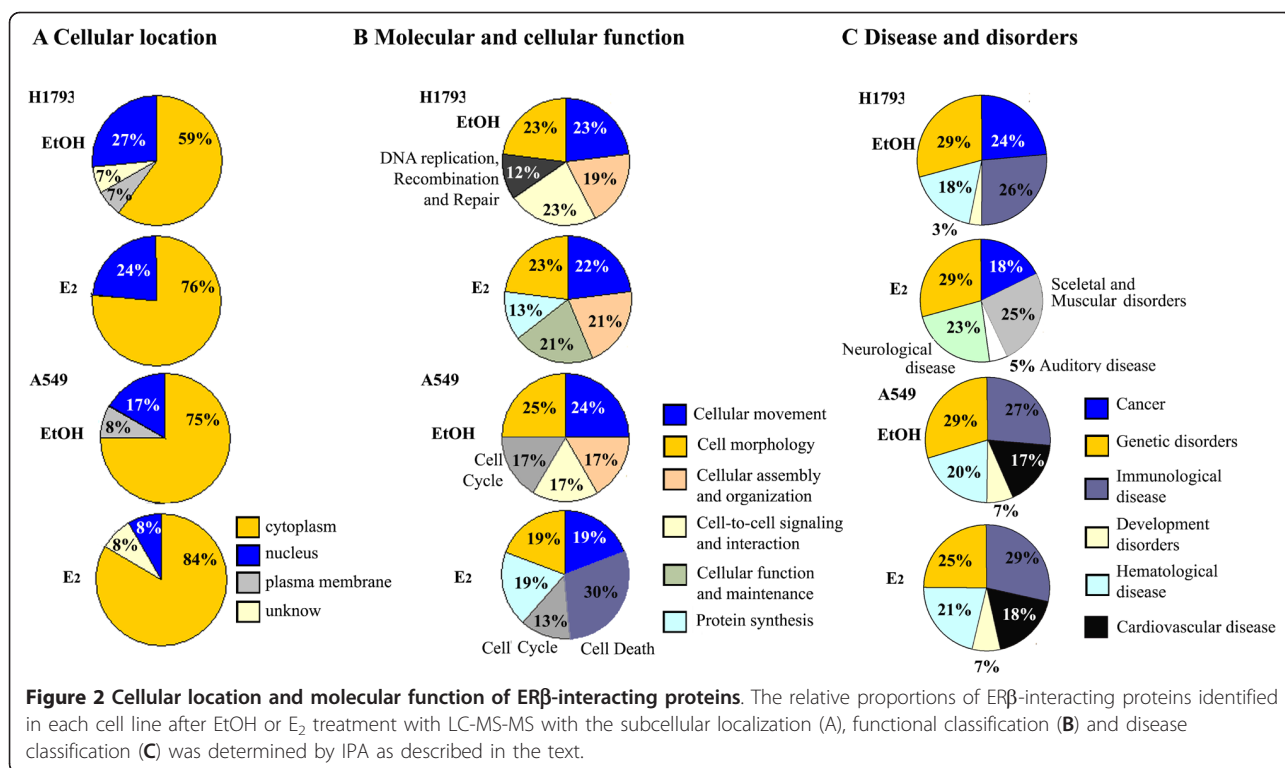 A Cellular location
B Molecular and cellular function
C Disease and disorders
H1793
EtOH
27%
59%
7%
7%
E2
24%
76%
A549
EtOH
17%
75%
8%
E2
8%
8%
84%
cytoplasm
nucleus
plasma membrane
unknow
H1793
EtOH
23%
23%
DNA replication,
Recombination
and Repair
12%
19%
23%
E2
23%
22%
13%
21%
21%
A549
EtOH
25%
24%
Cell
Cycle
17%
17%
17%
E2
19%
19%
19%
30%
13%
Cell Cycle
Cell Death
Cellular movement
Cell morphology
Cellular assembly
and organization
Cell-to-cell signaling
and interaction
Cellular function
and maintenance
Protein synthesis
H1793
EtOH
29%
24%
18%
26%
3%
E2
29%
18%
Sceletal and
Muscular disorders
25%
23%
Neurological
disease
5% Auditory disease
A549
EtOH
29%
27%
20%
17%
7%
E2
25%
29%
21%
18%
7%
Cancer
Genetic disorders
Immunological
disease
Development
disorders
Hematological
disease
Cardiovascular disease
Figure 2 Cellular location and molecular function of ERβ-interacting proteins. The relative proportions of ERβ-interacting proteins identified
in each cell line after EtOH or E2 treatment with LC-MS-MS with the subcellular localization (A), functional classification (B) and disease
classification (C) was determined by IPA as described in the text.